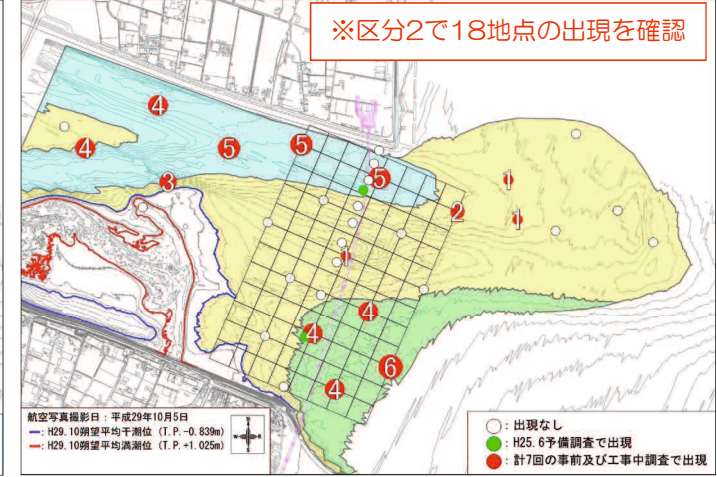 ※区分2で18地点の出現を確認
4
4
5
5
5
3
2
1
1
1
4
4
6
4
航空写真撮影日：平成29年10月5日
：H29.10朔望平均干潮位（T.P.-0.839m）
：H29.10朔望平均満潮位（T.P.+1.025m）
N
W
E
S
：出現なし
：H25.6予備調査で出現
：計7回の事前及び工事中調査で出現